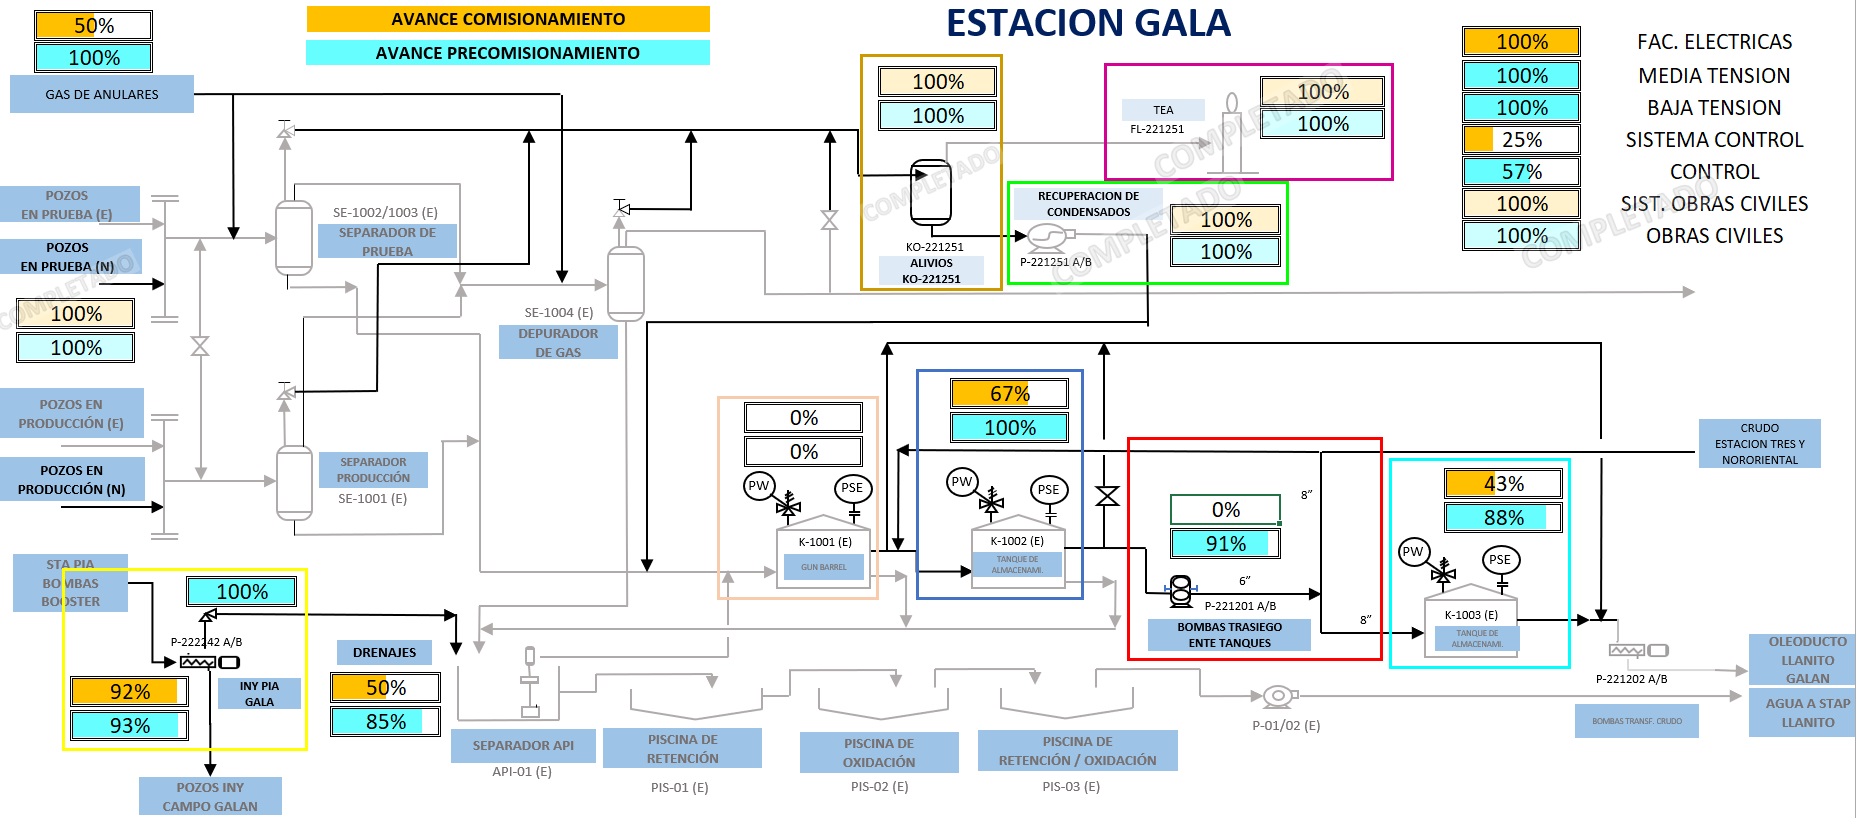 ESTACION GALA
AVANCE COMISIONAMIENTO
AVANCE PRECOMISIONAMIENTO
50%
100%
GAS DE ANULARES
100%
FAC. ELECTRICAS
100%
MEDIA TENSION
100%
BAJA TENSION
25%
SISTEMA CONTROL
57%
CONTROL
100%
SIST. OBRAS CIVILES
100%
OBRAS CIVILES
COMPLETADO
100%
100%
COMPLETADO
KO-221251
ALIVIOS
KO-221251
TEA
FL-221251
100%
100%
COMPLETADO
RECUPERACION DE
CONDENSADOS
100%
100%
P-221251 A/B
COMPLETADO
POZOS
EN PRUEBA (E)
POZOS
EN PRUEBA (N)
COMPLETADO
100%
100%
SE-1002/1003 (E)
SEPARADOR DE
PRUEBA
SE-1004 (E)
DEPURADOR
DE GAS
POZOS EN
PRODUCCIÓN (E)
POZOS EN
PRODUCCIÓN (N)
SEPARADOR
PRODUCCIÓN
SE-1001 (E)
0%
0%
PW
PSE
K-1001 (E)
GUN BARREL
67%
100%
PW
PSE
K-1002 (E)
TANQUE DE
ALMACENAMI.
CRUDO
ESTACION TRES Y
NORORIENTAL
0%
91%
8”
6”
8”
P-221201 A/B
BOMBAS TRASIEGO
ENTE TANQUES
43%
88%
PW
PSE
K-1003 (E)
TANQUE DE
ALMACENAMI.
STA PIA
BOMBAS
BOOSTER
100%
P-222242 A/B
92%
93%
INY PIA
GALA
POZOS INY
CAMPO GALAN
DRENAJES
50%
85%
SEPARADOR API
API-01 (E)
PISCINA DE
RETENCIÓN
PIS-01 (E)
PISCINA DE
OXIDACIÓN
PIS-02 (E)
PISCINA DE
RETENCIÓN / OXIDACIÓN
PIS-03 (E)
P-01/02 (E)
P-221202 A/B
BOMBAS TRANSF. CRUDO
OLEODUCTO
LLANITO
GALAN
AGUA A STAP
LLANITO